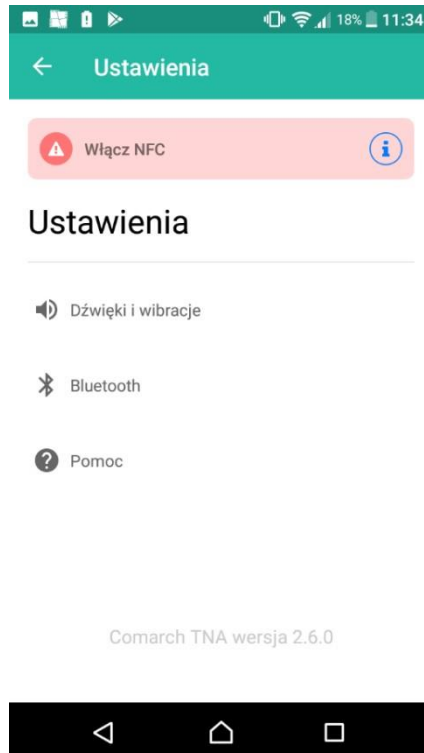 18% 11:34
Ustawienia
Włącz NFC
Ustawienia
Dźwięki i wibracje
Bluetooth
Pomoc
Comarch TNA wersja 2.6.0